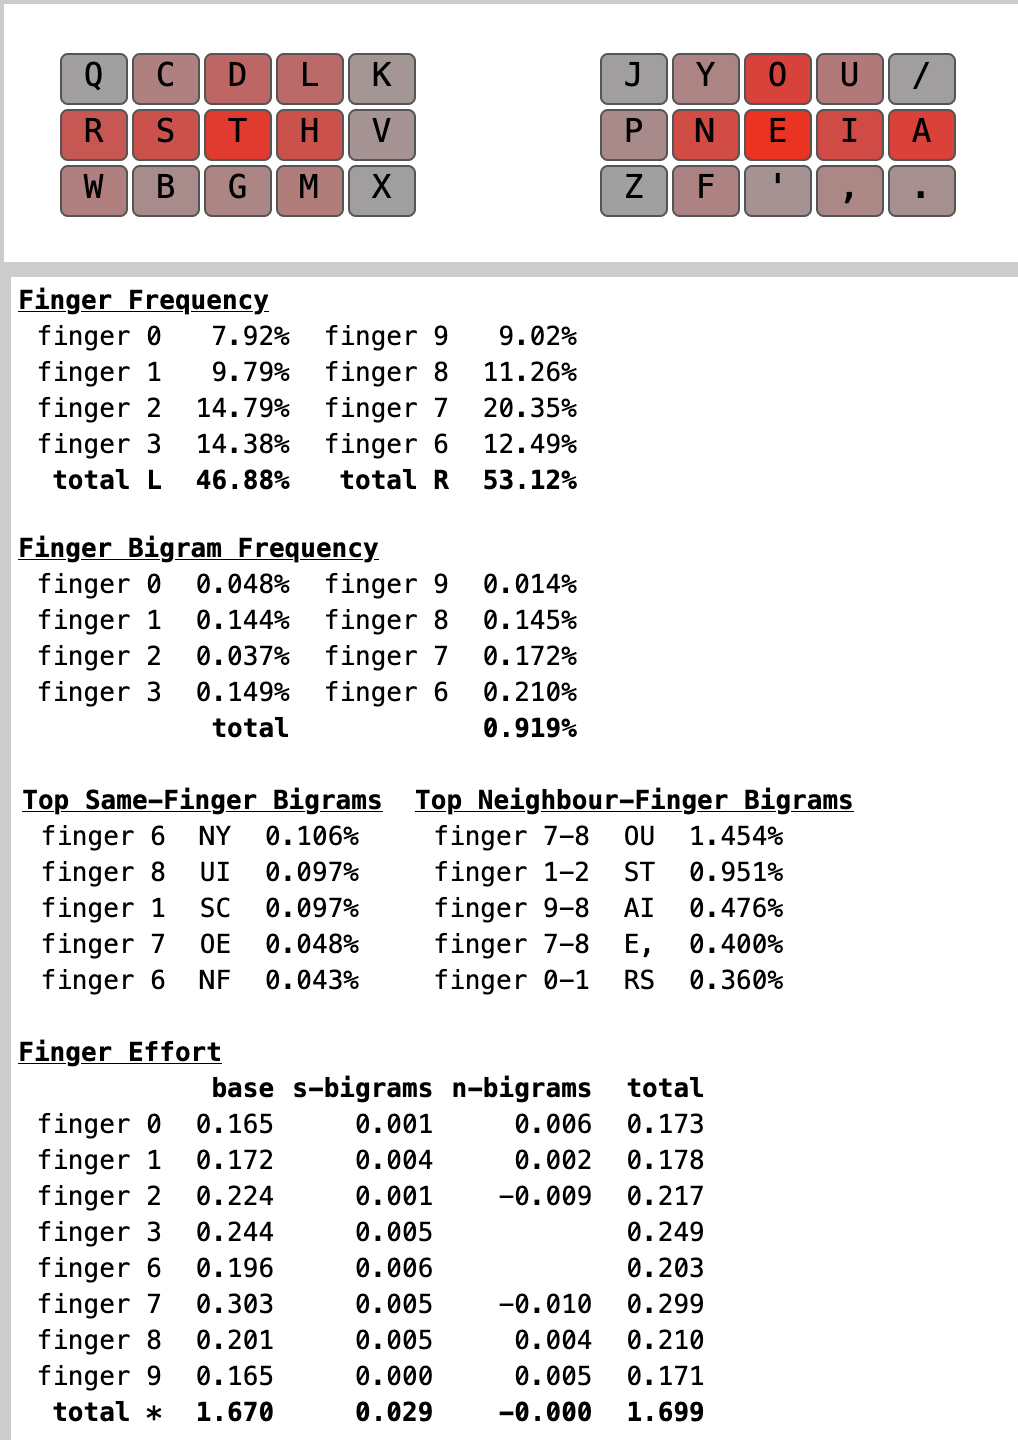 Q C D L K J Y O U /
R S T H V P N E I A
W B G M X Z F ' , .
Finger Frequency
finger 0 7.92% finger 9 9.02%
finger 1 9.79% finger 8 11.26%
finger 2 14.79% finger 7 20.35%
finger 3 14.38% finger 6 12.49%
total L 46.88% total R 53.12%
Finger Bigram Frequency
finger 0 0.048% finger 9 0.014%
finger 1 0.144% finger 8 0.145%
finger 2 0.037% finger 7 0.172%
finger 3 0.149% finger 6 0.210%
total 0.919%
Top Same-Finger Bigrams Top Neighbour-Finger Bigrams
finger 6 NY 0.106% finger 7-8 OU 1.454%
finger 8 UI 0.097% finger 1-2 ST 0.951%
finger 1 SC 0.097% finger 9-8 AI 0.476%
finger 7 OE 0.048% finger 7-8 E, 0.400%
finger 6 NF 0.043% finger 0-1 RS 0.360%
Finger Effort
base s-bigrams n-bigrams total
finger 0 0.165 0.001 0.006 0.173
finger 1 0.172 0.004 0.002 0.178
finger 2 0.224 0.001 -0.009 0.217
finger 3 0.244 0.005 0.249
finger 6 0.196 0.006 0.203
finger 7 0.303 0.005 -0.010 0.299
finger 8 0.201 0.005 0.004 0.210
finger 9 0.165 0.000 0.005 0.171
total * 1.670 0.029 -0.000 1.699